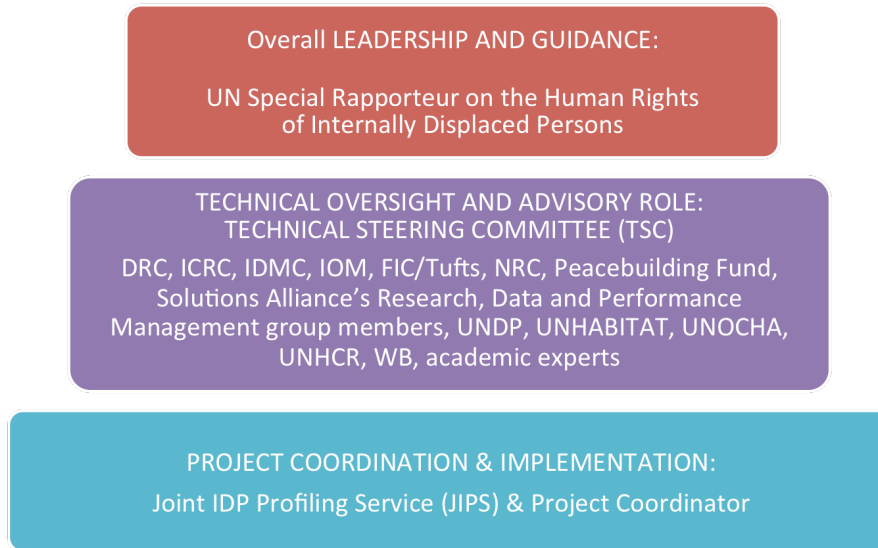 Overall LEADERSHIP AND GUIDANCE:
UN Special Rapporteur on the Human Rights
of Internally Displaced Persons
TECHNICAL OVERSIGHT AND ADVISORY ROLE:
TECHNICAL STEERING COMMITTEE (TSC)
DRC, ICRC, IDMC, IOM, FIC/Tufts, NRC, Peacebuilding Fund,
Solutions Alliance's Research, Data and Performance
Management group members, UNDP, UNHABITAT, UNOCHA,
UNHCR, WB, academic experts
PROJECT COORDINATION & IMPLEMENTATION:
Joint IDP Profiling Service (JIPS) & Project Coordinator